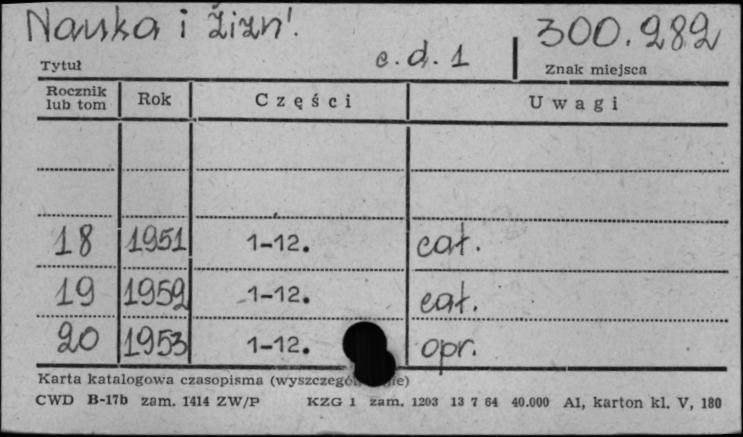 Nauka i žizn'. 300.282
Tytuł c.d. 1 Znak miejsca
Rocznik lub tom Rok Części Uwagi
18 1951 1-12. cał.
19 1952 1-12. cał.
20 1953 1-12. opr.
Karta katalogowa czasopisma
CWD B-17b zam. 1414 ZW/P KZG 1 zam. 1203 13 7 64 40.000 A1, karton kl. V, 180